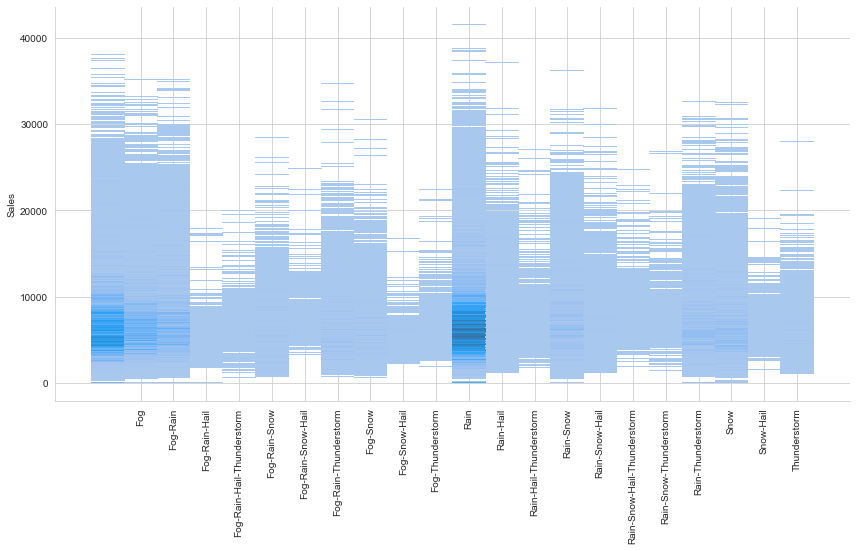 40000
30000
20000
10000
0
Sales
Fog
Fog-Rain
Fog-Rain-Hail
Fog-Rain-Hail-Thunderstorm
Fog-Rain-Snow
Fog-Rain-Snow-Hail
Fog-Rain-Thunderstorm
Fog-Snow
Fog-Snow-Hail
Fog-Thunderstorm
Rain
Rain-Hail
Rain-Hail-Thunderstorm
Rain-Snow
Rain-Snow-Hail
Rain-Snow-Hail-Thunderstorm
Rain-Snow-Thunderstorm
Rain-Thunderstorm
Snow
Snow-Hail
Thunderstorm